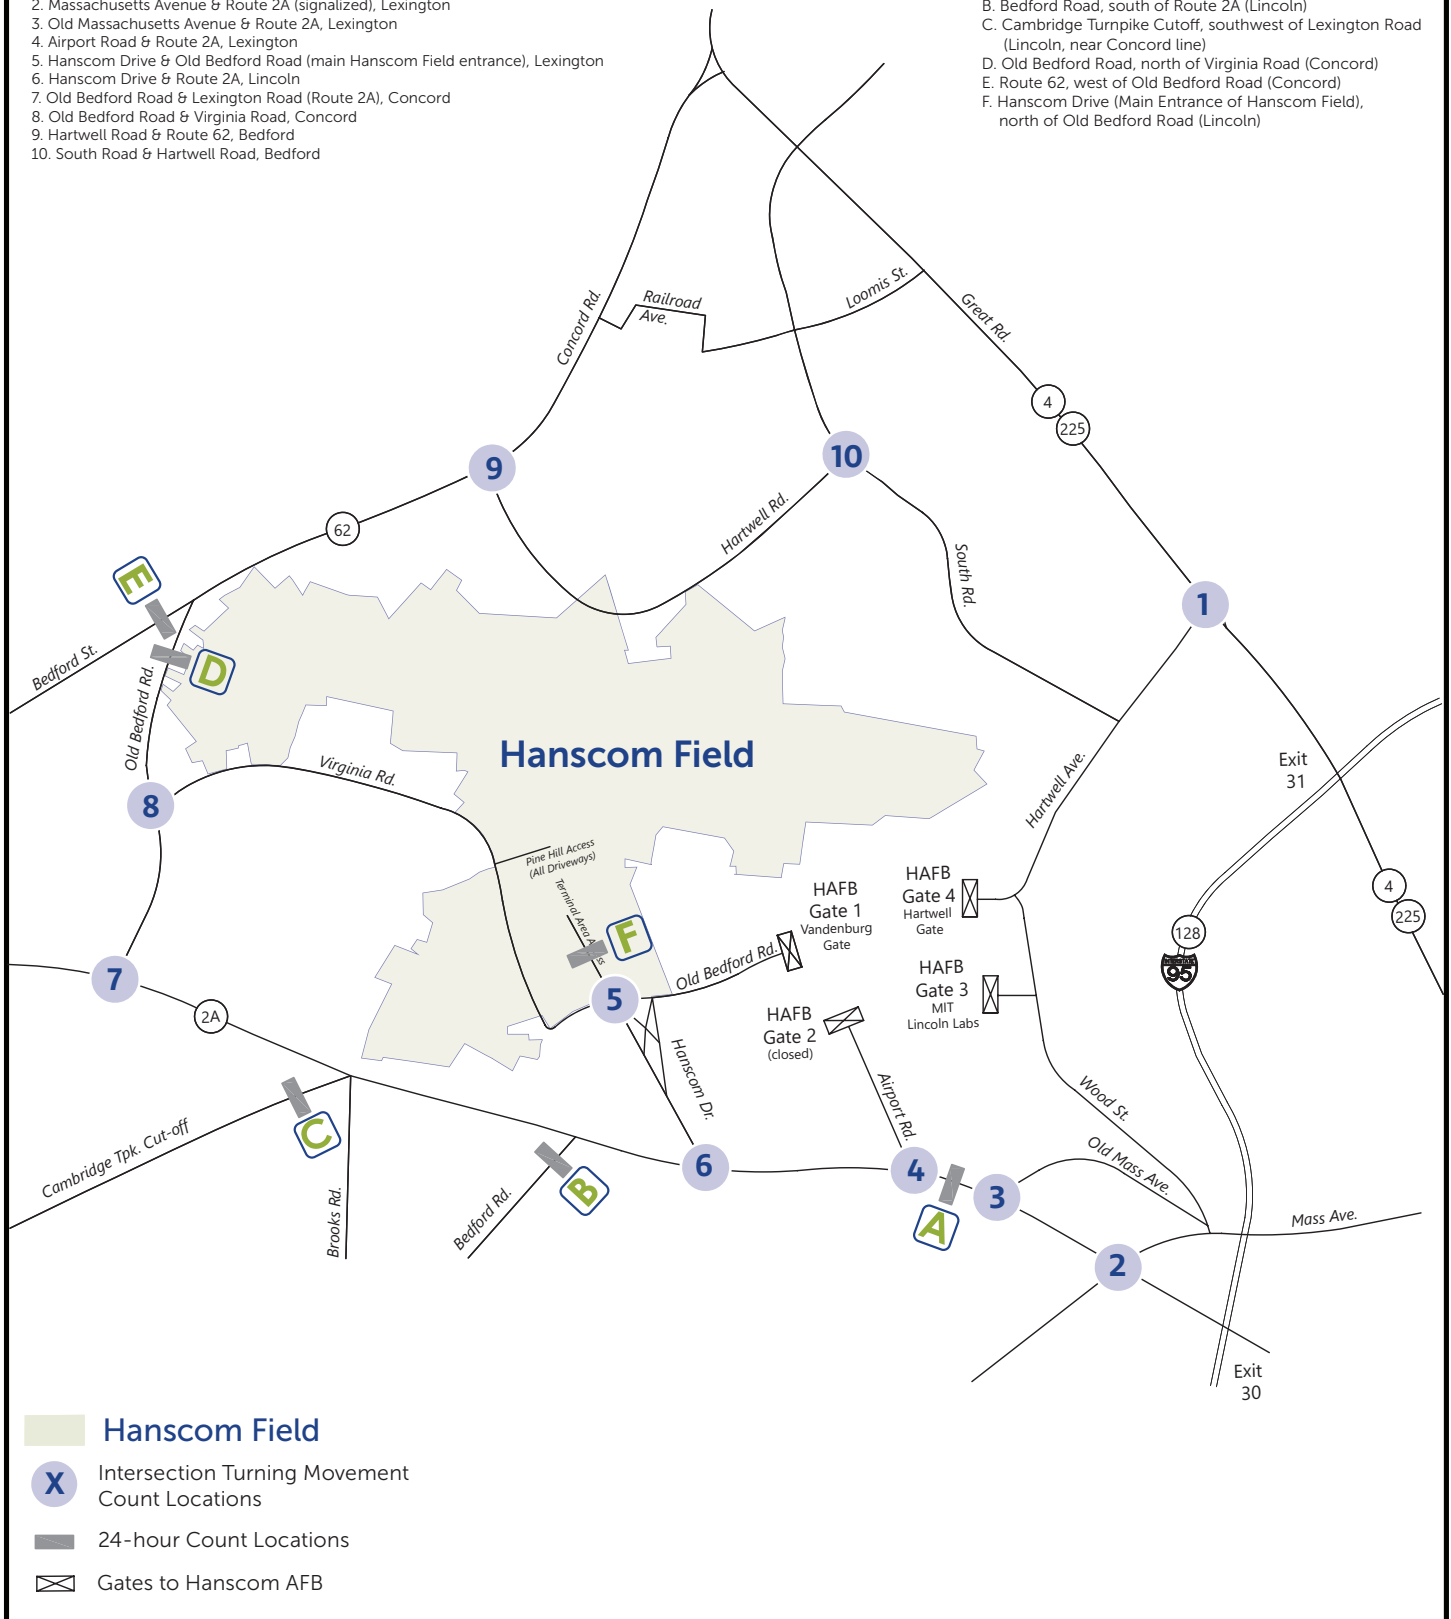 2. Massachusetts Avenue & Route 2A (signalized), Lexington
3. Old Massachusetts Avenue & Route 2A, Lexington
4. Airport Road & Route 2A, Lexington
5. Hanscom Drive & Old Bedford Road (main Hanscom Field entrance), Lexington
6. Hanscom Drive & Route 2A, Lincoln
7. Old Bedford Road & Lexington Road (Route 2A), Concord
8. Old Bedford Road & Virginia Road, Concord
9. Hartwell Road & Route 62, Bedford
10. South Road & Hartwell Road, Bedford
B. Bedford Road, south of Route 2A (Lincoln)
C. Cambridge Turnpike Cutoff, southwest of Lexington Road
(Lincoln, near Concord line)
D. Old Bedford Road, north of Virginia Road (Concord)
E. Route 62, west of Old Bedford Road (Concord)
F. Hanscom Drive (Main Entrance of Hanscom Field),
north of Old Bedford Road (Lincoln)
Concord Rd.
Railroad
Ave.
Loomis St.
Great Rd.
4
225
9
10
62
Hartwell Rd.
South Rd.
1
E
D
Bedford St.
Old Bedford Rd.
Hanscom Field
Virginia Rd.
8
Hartwell Ave.
Exit
31
Pine Hill Access
(All Driveways)
Terminal Area
F
HAFB
Gate 1
Vandenburg
Gate
HAFB
Gate 4
Hartwell
Gate
4
225
128
95
7
2A
5
Old Bedford Rd.
HAFB
Gate 3
MIT
Lincoln Labs
HAFB
Gate 2
(closed)
Hanscom Dr.
Airport Rd.
Wood St.
Old Mass Ave.
Mass Ave.
C
Cambridge Tpk. Cut-off
Brooks Rd.
B
Bedford Rd.
6
4
A
3
2
Exit
30
Hanscom Field
X
Intersection Turning Movement
Count Locations
24-hour Count Locations
Gates to Hanscom AFB